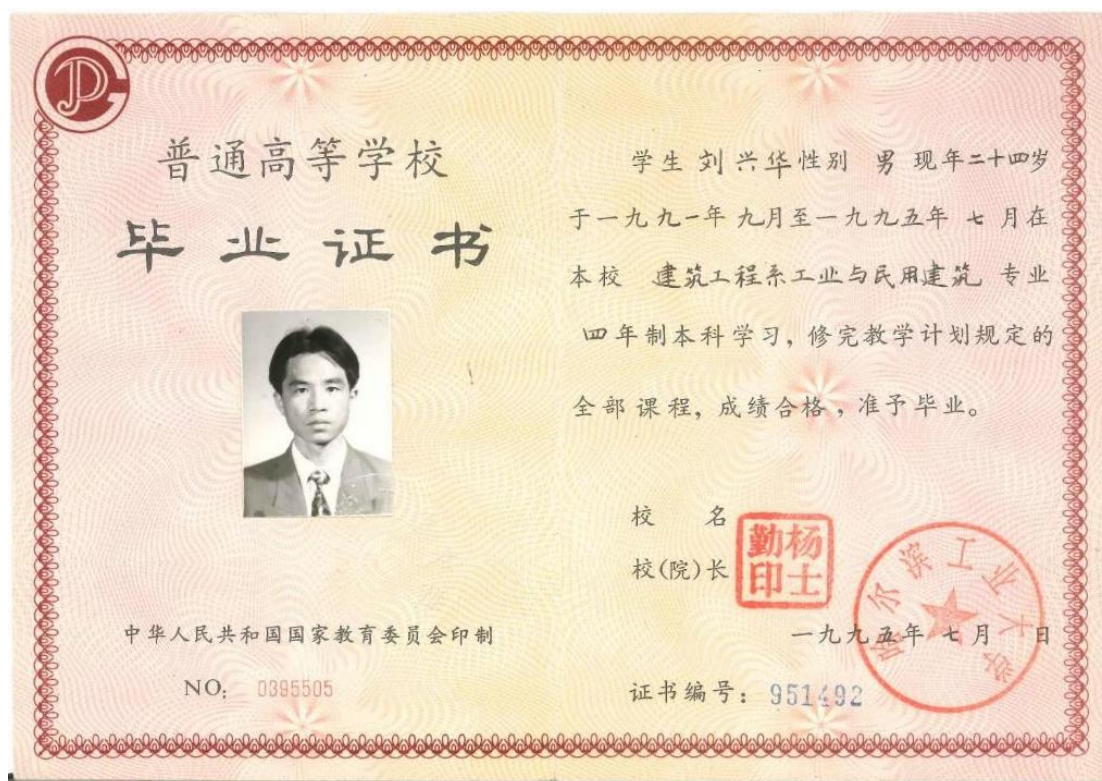 普通高等学校
毕业证书
中华人民共和国国家教育委员会印制
NO: 0395505
学生 刘兴华 性别 男 现年二十四岁
于一九九一年九月至一九九五年 七 月在
本校 建筑工程系工业与民用建筑 专业
四年制本科学习，修完教学计划规定的
全部课程，成绩合格，准予毕业。
校 名
校(院)长
杨士勤印
哈尔滨工业大学
一九九五年 七 月 日
证书编号：951492